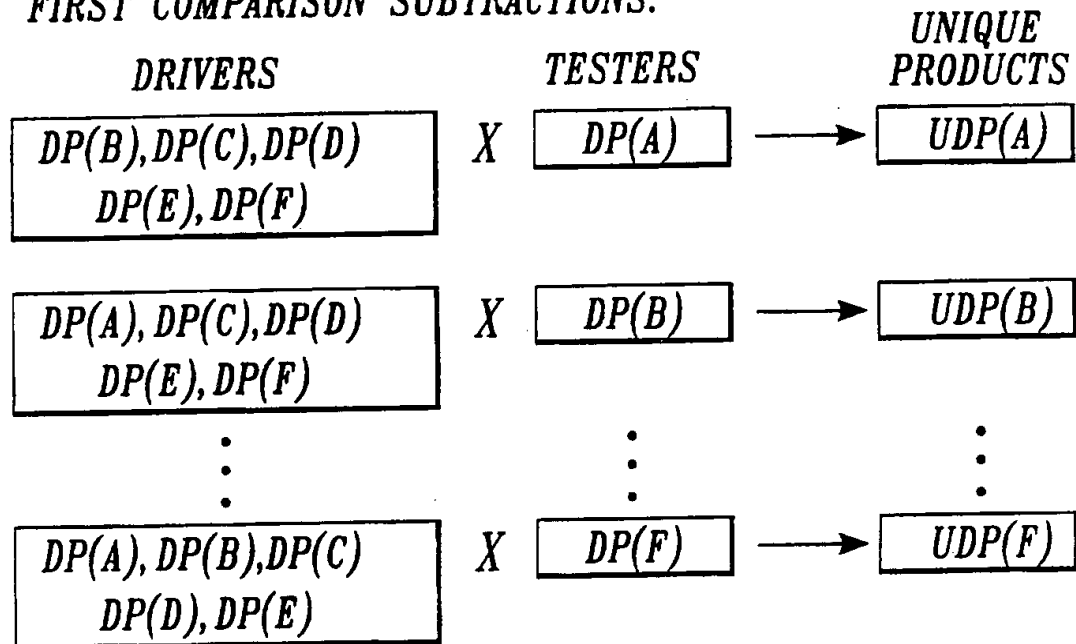 FIRST COMPARISON SUBTRACTIONS:
DRIVERS
TESTERS
UNIQUE
PRODUCTS
DP(B),DP(C),DP(D)
DP(E),DP(F)
X
DP(A)
UDP(A)
DP(A),DP(C),DP(D)
DP(E),DP(F)
X
DP(B)
UDP(B)
DP(A),DP(B),DP(C)
DP(D),DP(E)
X
DP(F)
UDP(F)